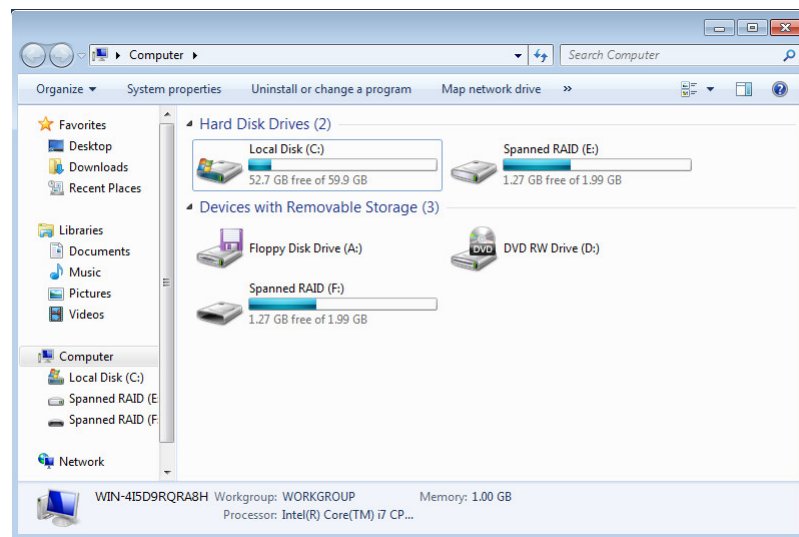 Computer
Search Computer
Organize
System properties
Uninstall or change a program
Map network drive
»
Favorites
Desktop
Downloads
Recent Places
Libraries
Documents
Music
Pictures
Videos
Computer
Local Disk (C:)
Spanned RAID (E
Spanned RAID (F
Network
Hard Disk Drives (2)
Local Disk (C:)
52.7 GB free of 59.9 GB
Spanned RAID (E:)
1.27 GB free of 1.99 GB
Devices with Removable Storage (3)
Floppy Disk Drive (A:)
DVD
DVD RW Drive (D:)
Spanned RAID (F:)
1.27 GB free of 1.99 GB
WIN-4I5D9RQRA8H Workgroup: WORKGROUP Memory: 1.00 GB
Processor: Intel(R) Core(TM) i7 CP...